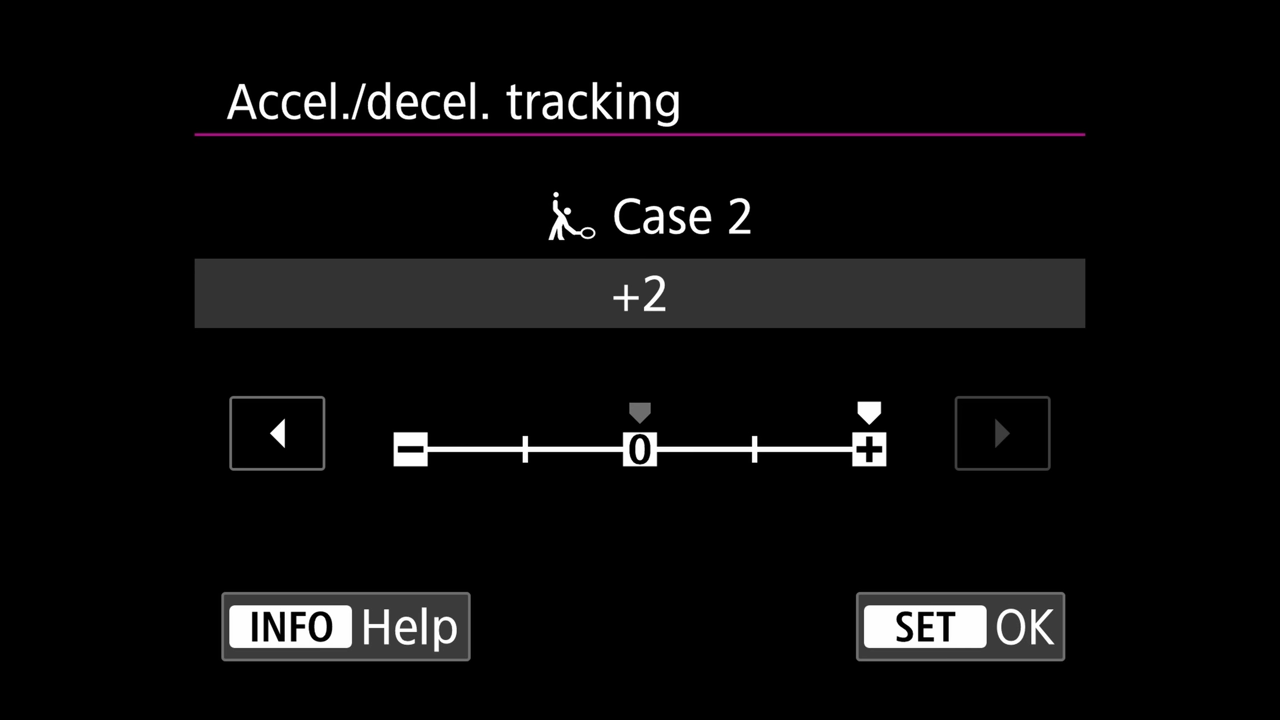 Accel./decel. tracking
Case 2
+2
− 0 +
INFO Help
SET OK